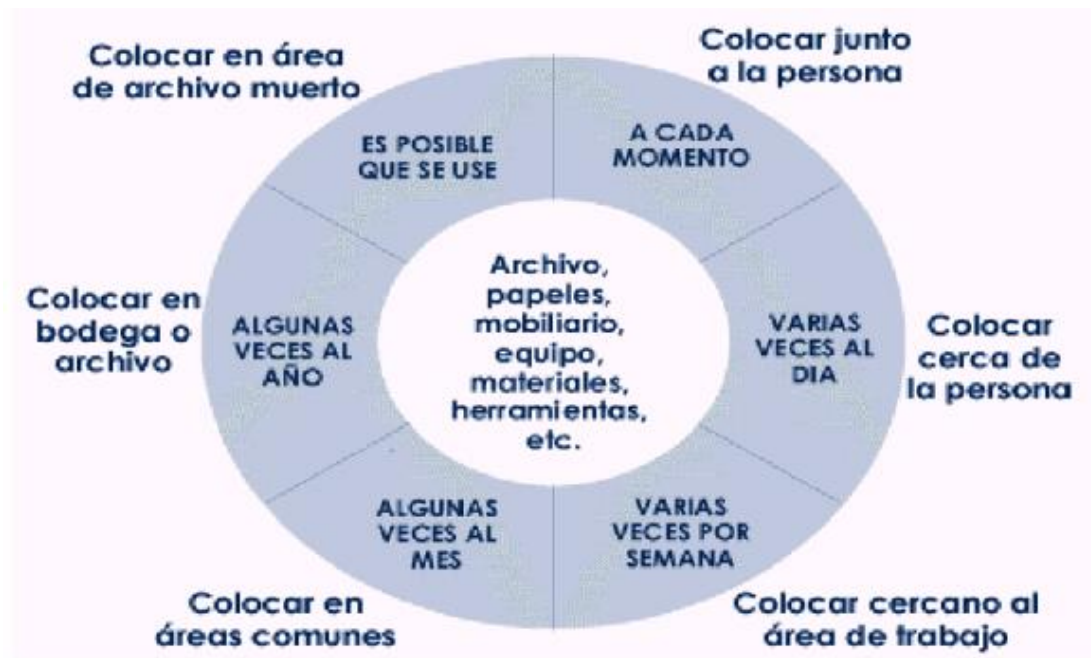 Colocar en área
de archivo muerto
Colocar junto
a la persona
ES POSIBLE
QUE SE USE
A CADA
MOMENTO
Archivo,
papeles,
mobiliario,
equipo,
materiales,
herramientas,
etc.
Colocar en
bodega o
archivo
ALGUNAS
VECES AL
AÑO
VARIAS
VECES AL
DIA
Colocar
cerca de
la persona
ALGUNAS
VECES AL
MES
VARIAS
VECES POR
SEMANA
Colocar en
áreas comunes
Colocar cercano al
área de trabajo